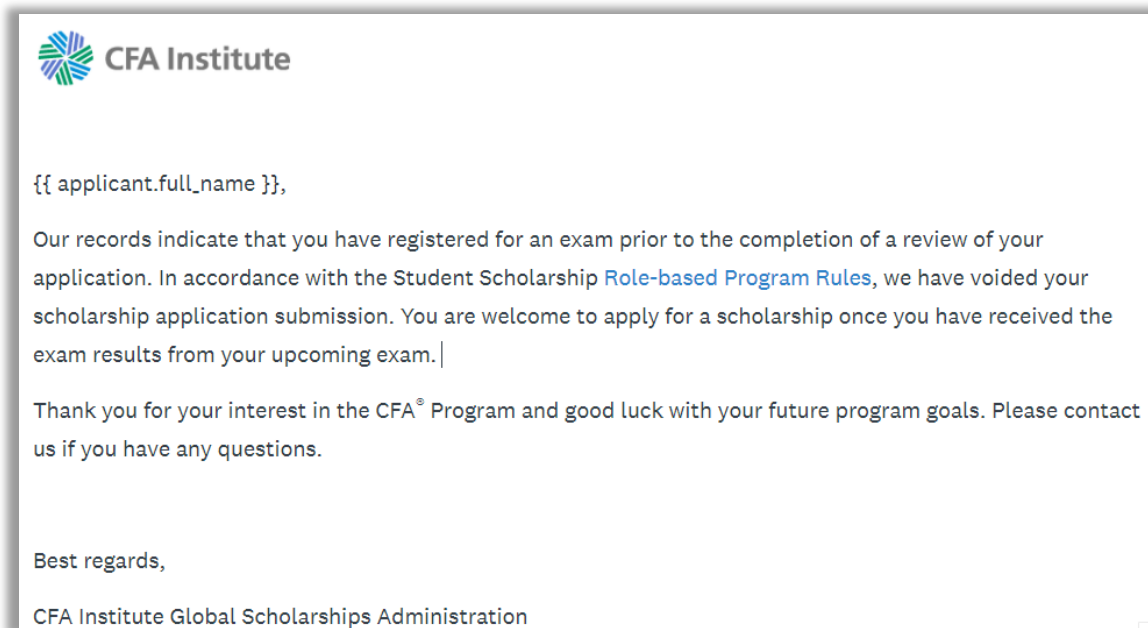 CFA Institute
{{ applicant.full_name }},
Our records indicate that you have registered for an exam prior to the completion of a review of your
application. In accordance with the Student Scholarship Role-based Program Rules, we have voided your
scholarship application submission. You are welcome to apply for a scholarship once you have received the
exam results from your upcoming exam.
Thank you for your interest in the CFA® Program and good luck with your future program goals. Please contact
us if you have any questions.
Best regards,
CFA Institute Global Scholarships Administration